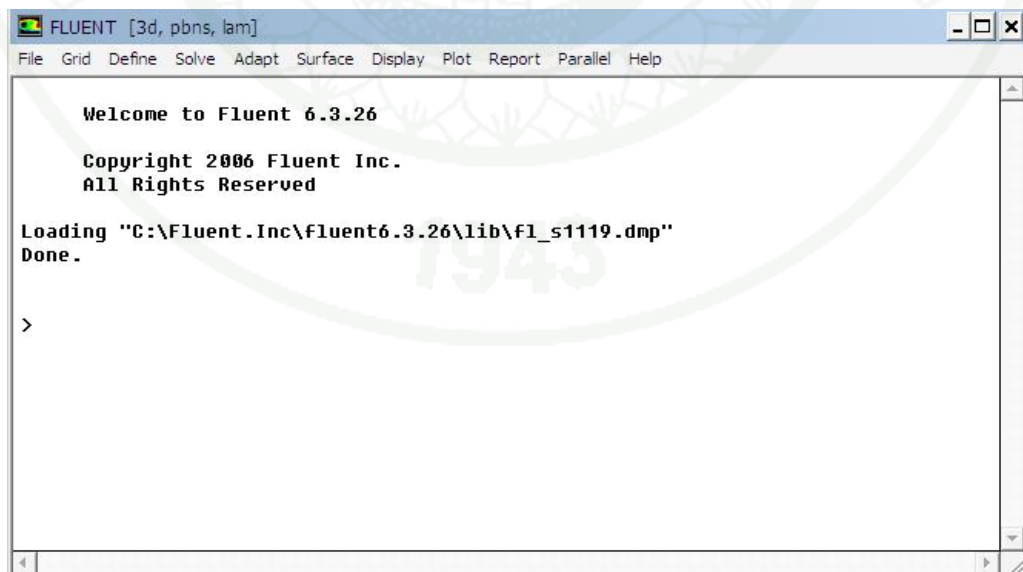 FLUENT [3d, pbns, lam]
File Grid Define Solve Adapt Surface Display Plot Report Parallel Help
Welcome to Fluent 6.3.26
Copyright 2006 Fluent Inc.
All Rights Reserved
Loading "C:\Fluent.Inc\fluent6.3.26\lib\fl_s1119.dmp"
Done.
1943
>